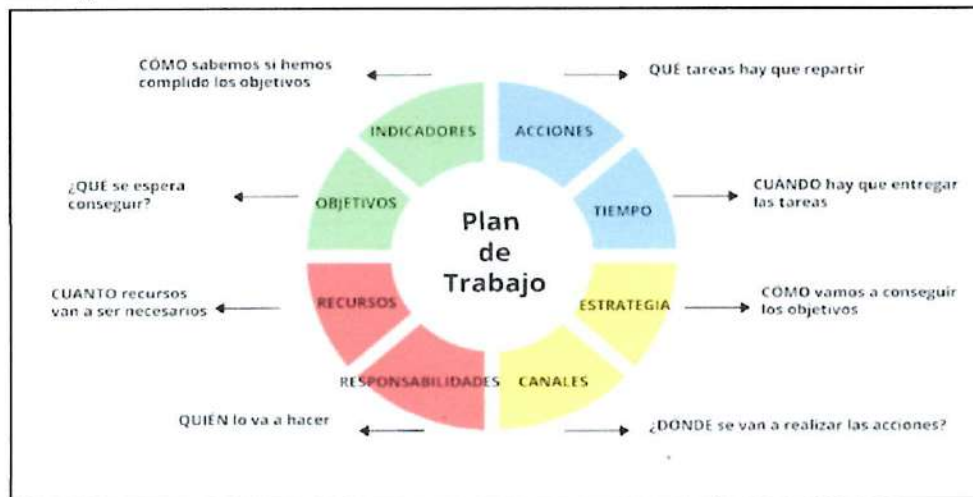 CÓMO sabemos si hemos
complido los objetivos
QUÉ tareas hay que repartir
INDICADORES
ACCIONES
¿QUÉ se espera
conseguir?
OBJETIVOS
TIEMPO
CUANDO hay que entregar
las tareas
Plan
de
Trabajo
CUANTO recursos
van a ser necesarios
RECURSOS
ESTRATEGIA
COMO vamos a conseguir
los objetivos
RESPONSABILIDADES
CANALES
QUIÉN lo va a hacer
¿DONDE se van a realizar las acciones?